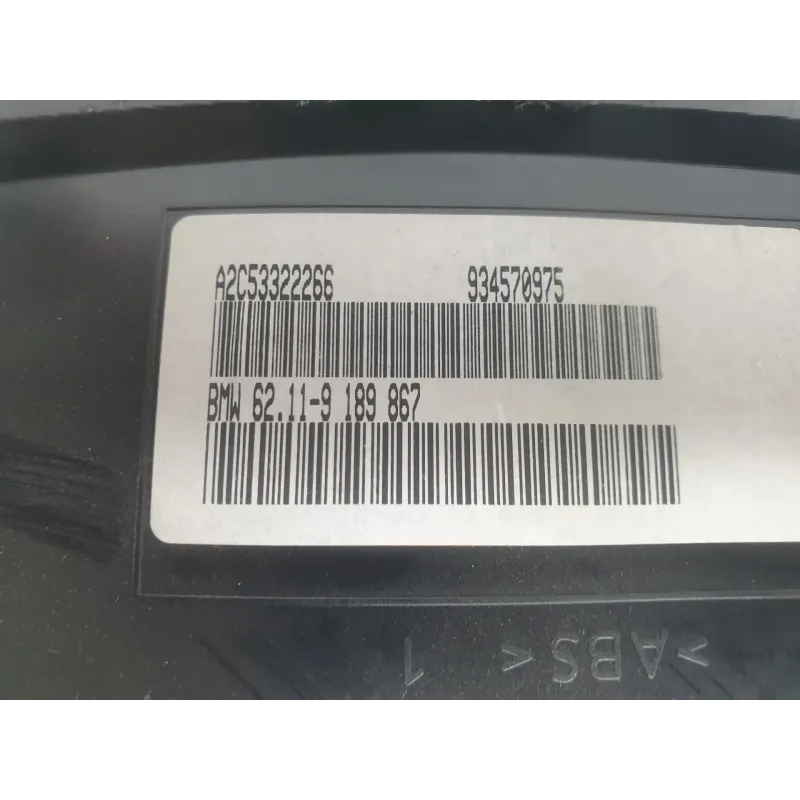 A2C53322266 934570975
BMW 62.11-9 189 867
>ABS< 1